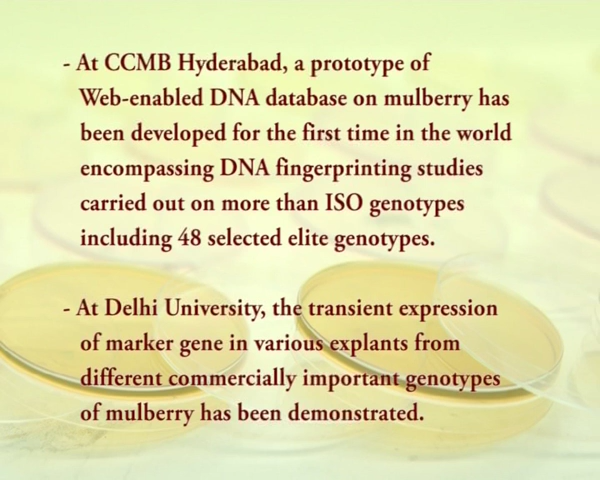 - At CCMB Hyderabad, a prototype of
Web-enabled DNA database on mulberry has
been developed for the first time in the world
encompassing DNA fingerprinting studies
carried out on more than ISO genotypes
including 48 selected elite genotypes.
- At Delhi University, the transient expression
of marker gene in various explants from
different commercially important genotypes
of mulberry has been demonstrated.